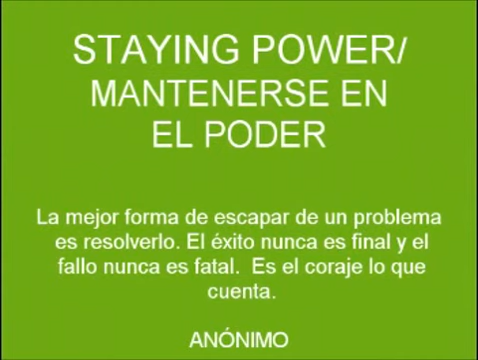 STAYING POWER/
MANTENERSE EN
EL PODER
La mejor forma de escapar de un problema
es resolverlo. El éxito nunca es final y el
fallo nunca es fatal.  Es el coraje lo que
cuenta.
ANÓNIMO